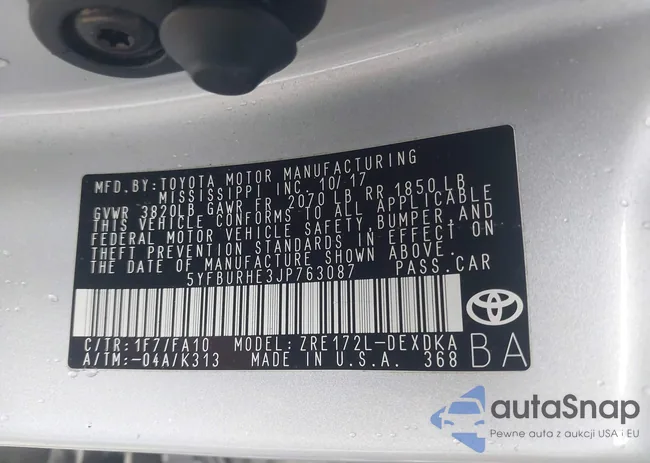 MFD.BY: TOYOTA MOTOR MANUFACTURING
MISSISSIPPI INC. 10/17
GVWR 3820LB GAWR FR 2070 LB RR 1850 LB
THIS VEHICLE CONFORMS TO ALL APPLICABLE
FEDERAL MOTOR VEHICLE SAFETY, BUMPER, AND
THEFT PREVENTION STANDARDS IN EFFECT ON
THE DATE OF MANUFACTURE SHOWN ABOVE.
5YFBURHE3JP763087 PASS.CAR
C/TR: 1F7/FA10 MODEL: ZRE172L-DEXDKA
A/TM:-04A/K313 MADE IN U.S.A. 368
BA
autaSnap
Pewne auta z aukcji USA i EU